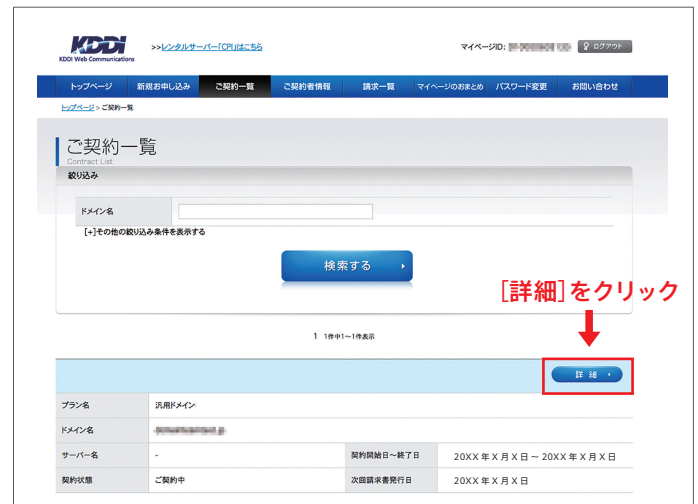 KDDI
KDDI Web Communications
>>レンタルサーバー「CPI」はこちら
マイページID:
ログアウト
トップページ 新規お申し込み ご契約一覧 ご契約者情報 請求一覧 マイページのおまとめ パスワード変更 お問い合わせ
トップページ > ご契約一覧
ご契約一覧
Contract List
絞り込み
ドメイン名
[+]その他の絞り込み条件を表示する
検索する
[詳細]をクリック
1 1件中1~1件表示
詳 細
プラン名 汎用ドメイン
ドメイン名
サーバー名 - 契約開始日~終了日 20XX年X月X日~20XX年X月X日
契約状態 ご契約中 次回請求書発行日 20XX年X月X日